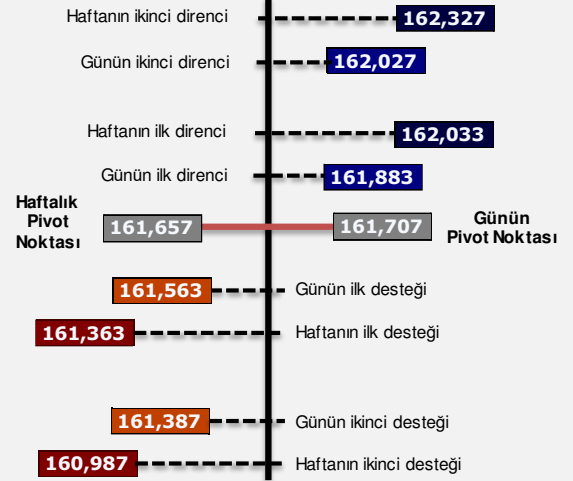 Haftanın ikinci direnci 162,327
Günün ikinci direnci 162,027
Haftanın ilk direnci 162,033
Günün ilk direnci 161,883
Haftalık
Pivot
Noktası
161,657 161,707
Günün
Pivot Noktası
161,563 Günün ilk desteği
161,363 Haftanın ilk desteği
161,387 Günün ikinci desteği
160,987 Haftanın ikinci desteği